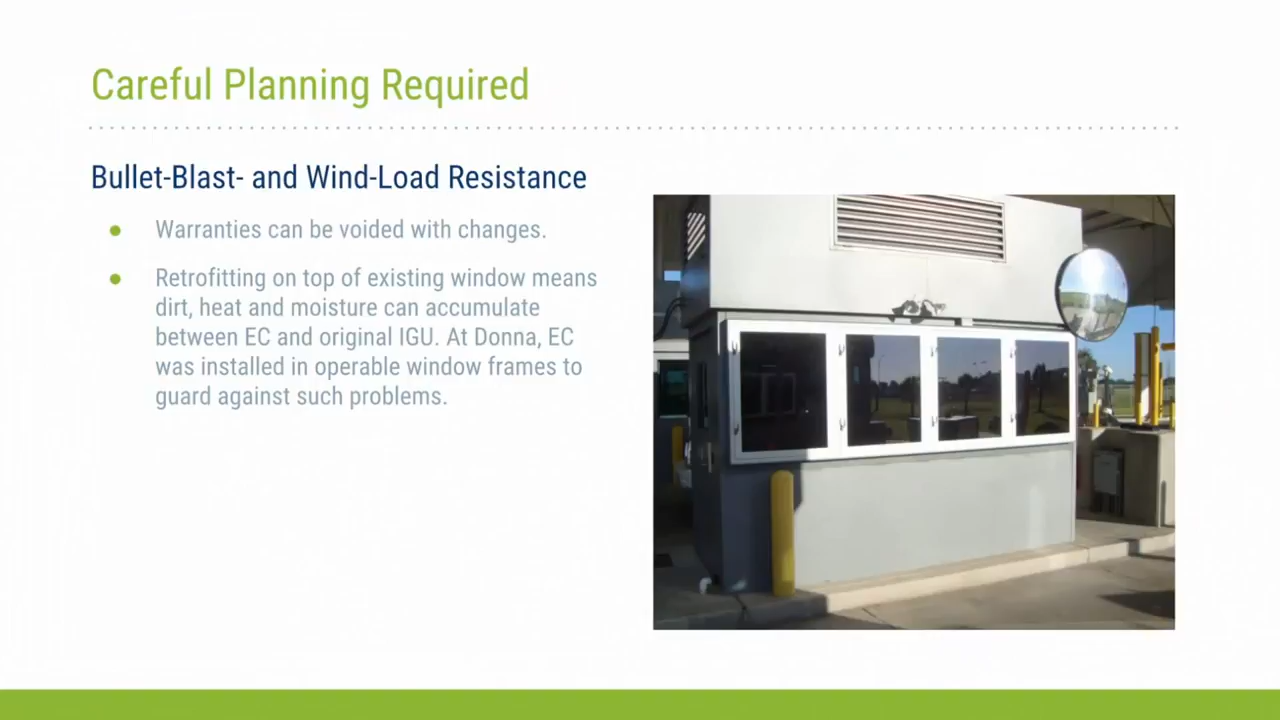 Careful Planning Required
Bullet-Blast- and Wind-Load Resistance
Warranties can be voided with changes.
Retrofitting on top of existing window means
dirt, heat and moisture can accumulate
between EC and original IGU. At Donna, EC
was installed in operable window frames to
guard against such problems.